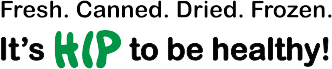 Fresh. Canned. Dried. Frozen.
It's HIP to be healthy!